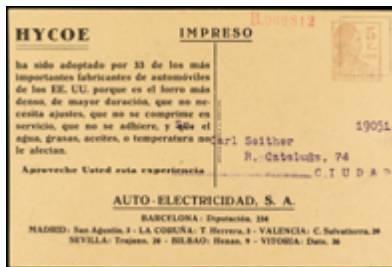 HYCOE
IMPRESO
ha sido adoptado por 33 de los más
importantes fabricantes de automóviles
de los EE. UU. porque es el forro más
denso, de mayor duración, que no ne-
cesita ajustes, que no se comprime en
servicio, que no se adhiere, y que el
agua, grasas, aceites, o temperatura no
le afectan.
Aproveche Usted esta experiencia
19051
Carl Seither
R. Cataluña, 74
CIUDAD
AUTO-ELECTRICIDAD, S. A.
BARCELONA: Diputación, 234
MADRID: San Agustín, 3 - LA CORUÑA: T. Herrera, 3 - VALENCIA: C. Salvatierra, 39
SEVILLA: Trajano, 20 - BILBAO: Henao, 9 - VITORIA: Dato, 36